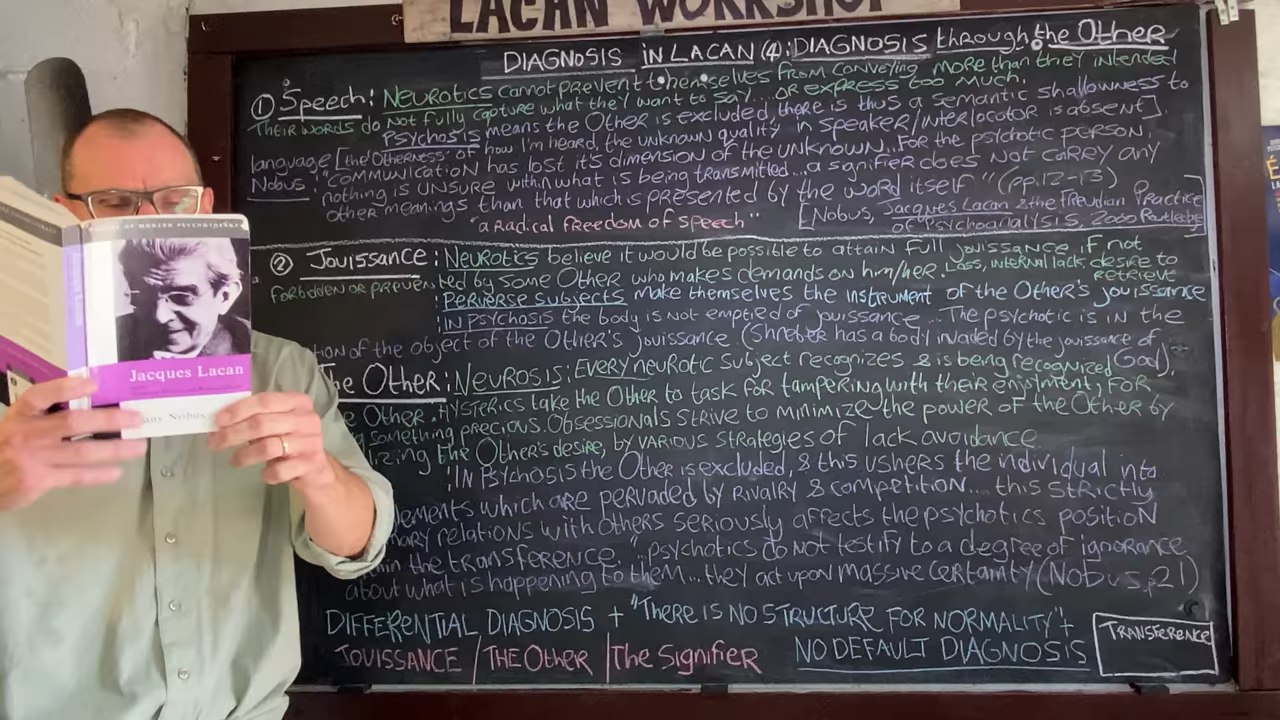 LACAN WORKSHOP
DIAGNOSIS IN LACAN (4): DIAGNOSIS through the Other
① Speech: NEUROTICS cannot prevent themselves from conveying more than they intended
Their words do not fully capture what they want to say... or express too much.
PSYCHOSIS means the Other is excluded, there is thus a semantic shallowness to
language [the 'Otherness' of how I'm heard, the unknown quality in speaker/interlocutor is absent]
Nobus: "Communication has lost it's dimension of the unknown... For the psychotic person,
nothing is unsure within what is being transmitted... a signifier does not carry any
other meanings than that which is presented by the word itself" (pp.12-13)
"a Radical freedom of speech"
[Nobus, Jacques Lacan & the Freudian Practice
of Psychoanalysis, 2000 Routledge]
② Jouissance: Neurotics believe it would be possible to attain full jouissance if not
forbidden or prevented by some Other who makes demands on him/her. Loss, internal lack desire to
retrieve
: Perverse subjects make themselves the instrument of the Other's jouissance
: IN PSYCHOSIS the body is not emptied of jouissance... The psychotic is in the
tion of the object of the Other's jouissance (Shreber has a body invaded by the jouissance of
God).
he Other: Neurosis: Every neurotic subject recognizes & is being recognized
e Other. Hysterics take the Other to task for tampering with their enjoyment, for
g something precious. Obsessionals strive to minimize the power of the Other by
lizing the Other's desire, by various strategies of lack avoidance
"In Psychosis the Other is excluded, & this ushers the individual into
ements which are pervaded by rivalry & competition.... this strictly
nary relations with others seriously affects the psychotics position
in the transference" "...psychotics do not testify to a degree of ignorance
about what is happening to them... they act upon massive certainty (Nobus, p21)
DIFFERENTIAL DIAGNOSIS + "THERE IS NO STRUCTURE FOR NORMALITY" +
JOUISSANCE | THE OTHER | The Signifier
NO DEFAULT DIAGNOSIS
TRANSFERENCE
Jacques Lacan
any Nobus